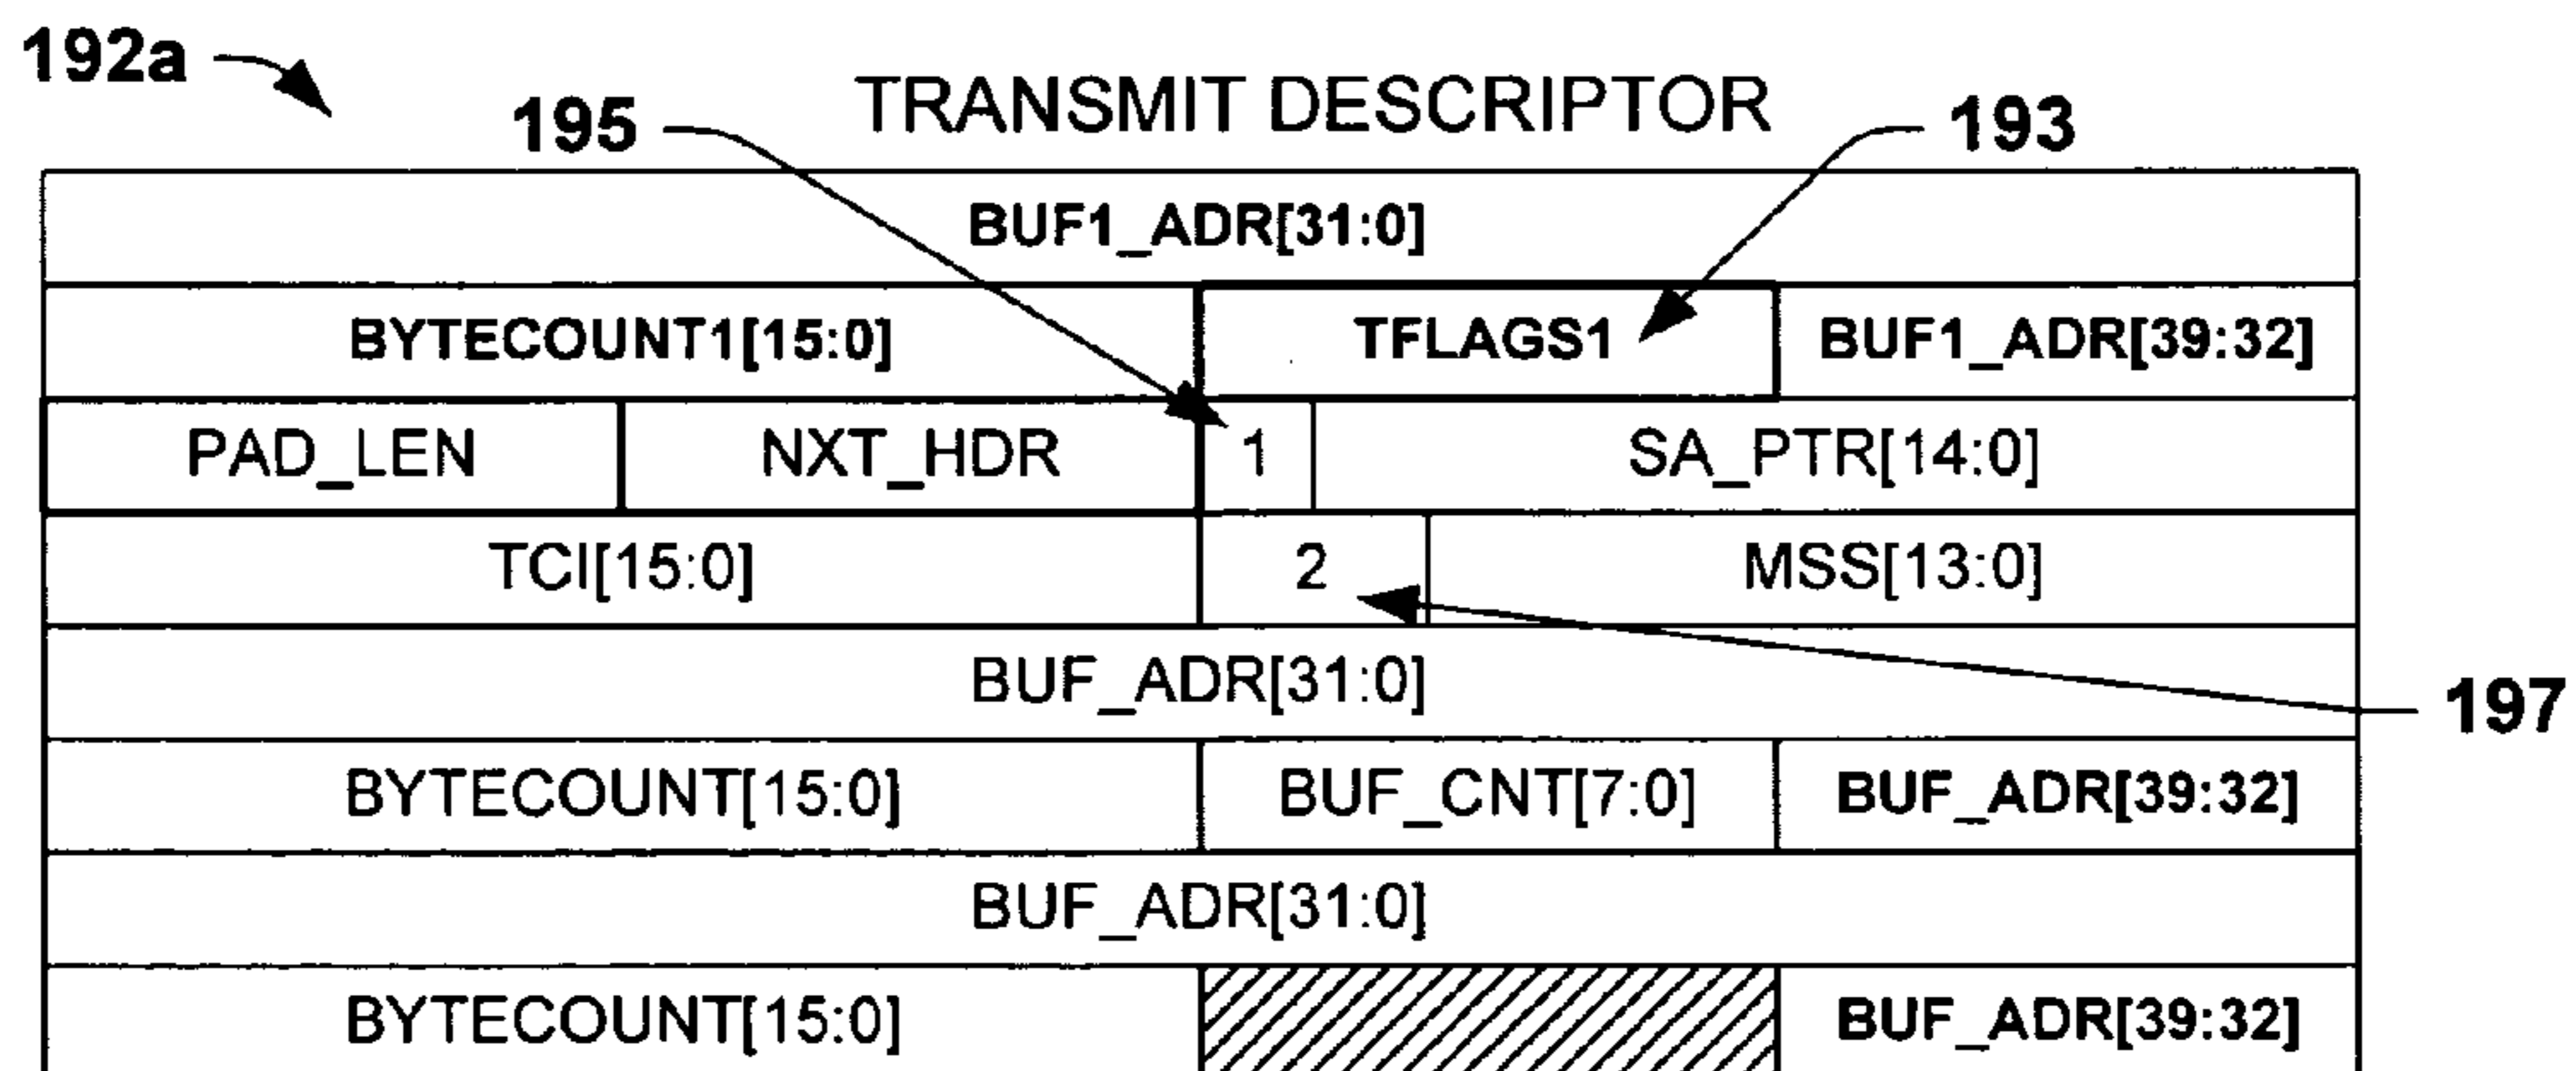 192a
TRANSMIT DESCRIPTOR
195
193
BUF1_ADR[31:0]
BYTECOUNT1[15:0] TFLAGS1 BUF1_ADR[39:32]
PAD_LEN NXT_HDR 1 SA_PTR[14:0]
TCI[15:0] 2 MSS[13:0]
BUF_ADR[31:0]
197
BYTECOUNT[15:0] BUF_CNT[7:0] BUF_ADR[39:32]
BUF_ADR[31:0]
BYTECOUNT[15:0] BUF_ADR[39:32]